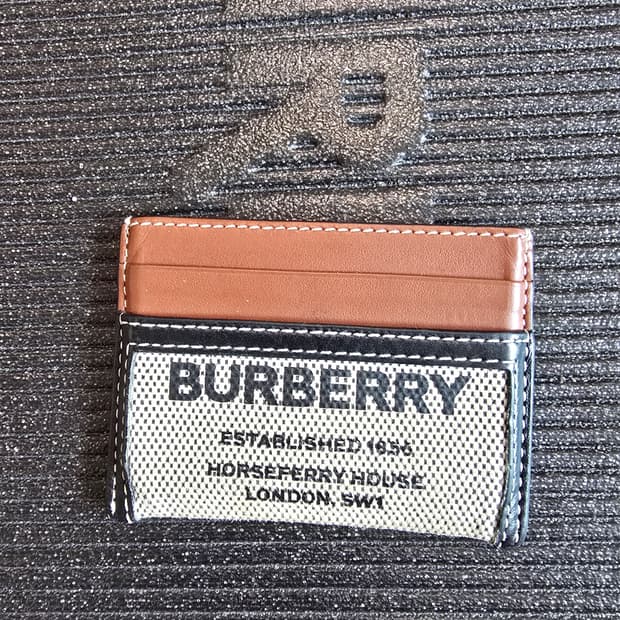 R
BURBERRY
ESTABLISHED 1856
HORSEFERRY HOUSE
LONDON, SW1